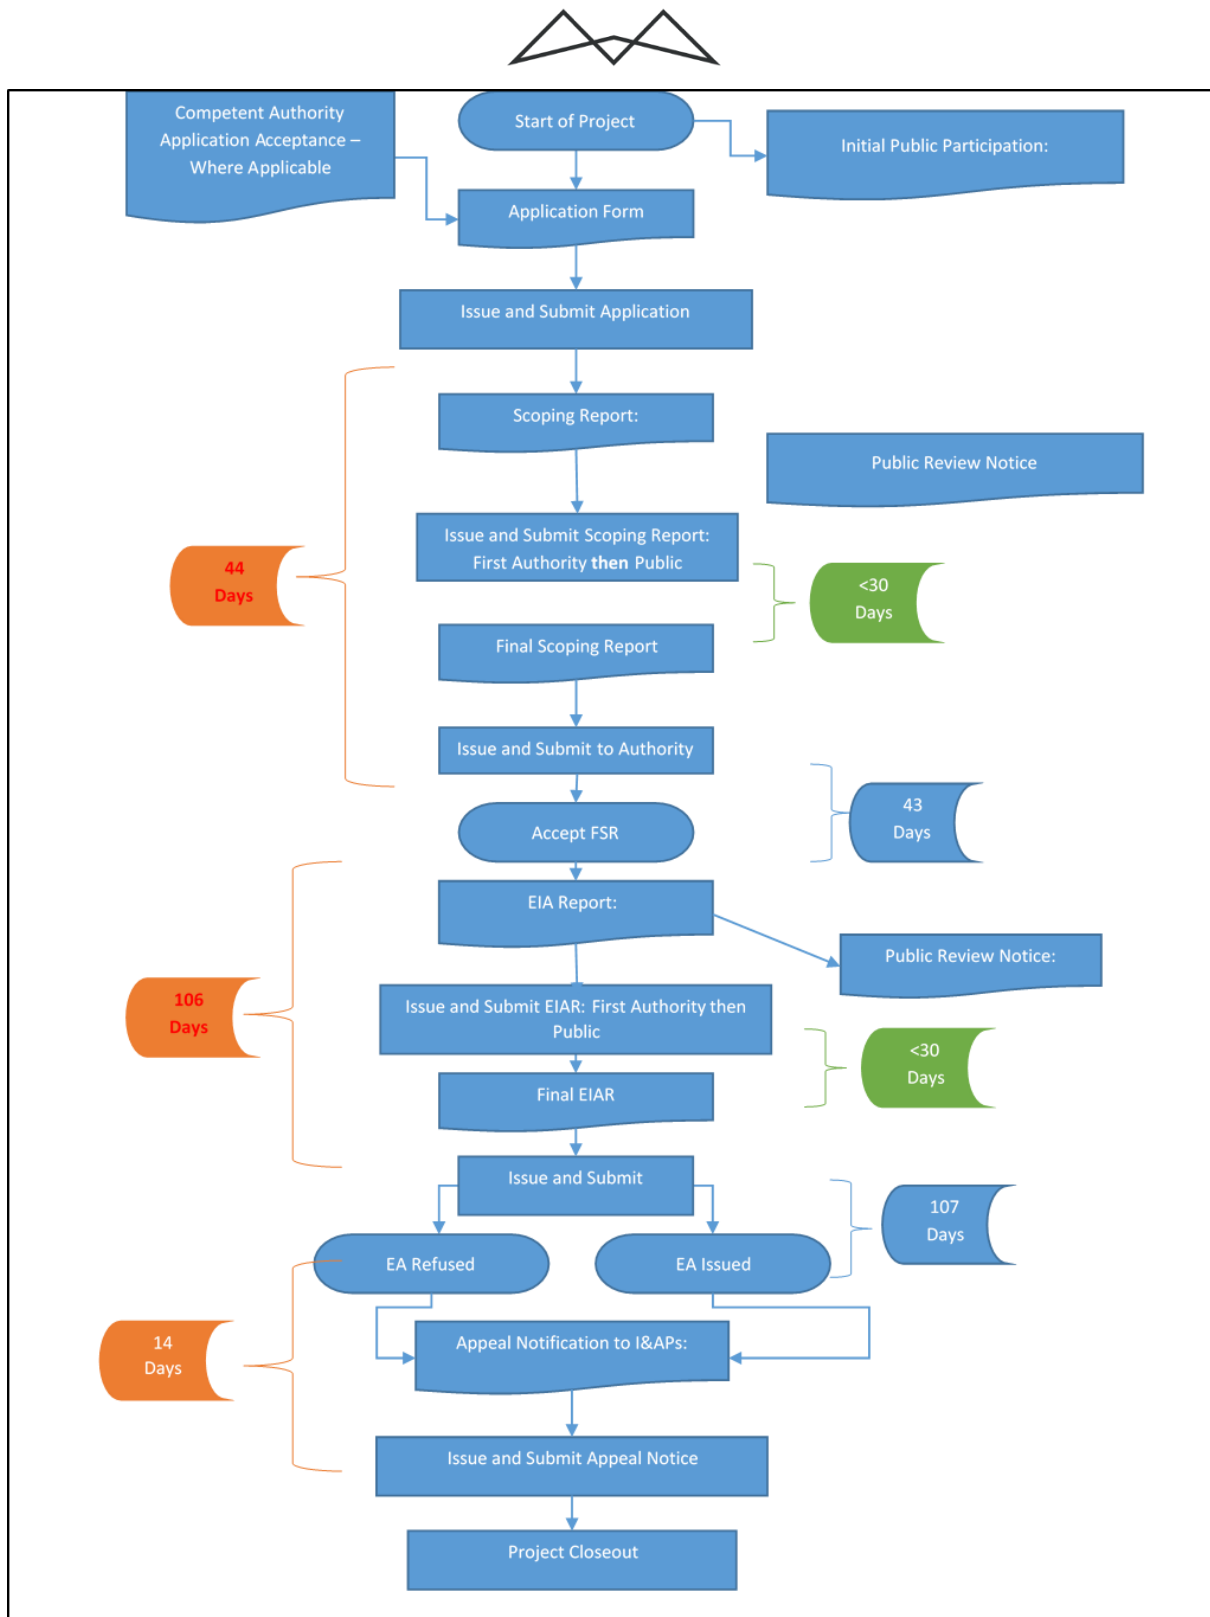 Competent Authority
Application Acceptance –
Where Applicable
Start of Project
Initial Public Participation:
Application Form
Issue and Submit Application
Scoping Report:
Public Review Notice
Issue and Submit Scoping Report:
First Authority then Public
44
Days
<30
Days
Final Scoping Report
Issue and Submit to Authority
43
Days
Accept FSR
EIA Report:
Public Review Notice:
106
Days
Issue and Submit EIAR: First Authority then
Public
<30
Days
Final EIAR
Issue and Submit
107
Days
EA Refused
EA Issued
14
Days
Appeal Notification to I&APs:
Issue and Submit Appeal Notice
Project Closeout